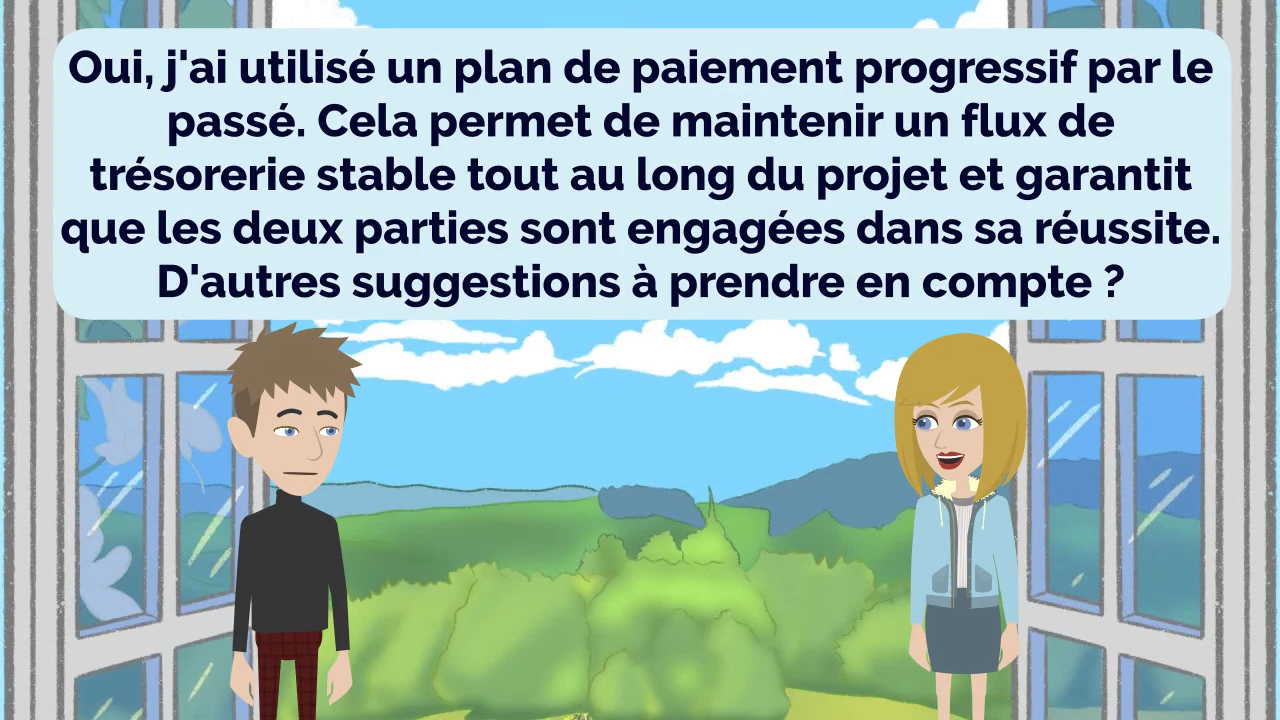 Oui, j'ai utilisé un plan de paiement progressif par le
passé. Cela permet de maintenir un flux de
trésorerie stable tout au long du projet et garantit
que les deux parties sont engagées dans sa réussite.
D'autres suggestions à prendre en compte ?